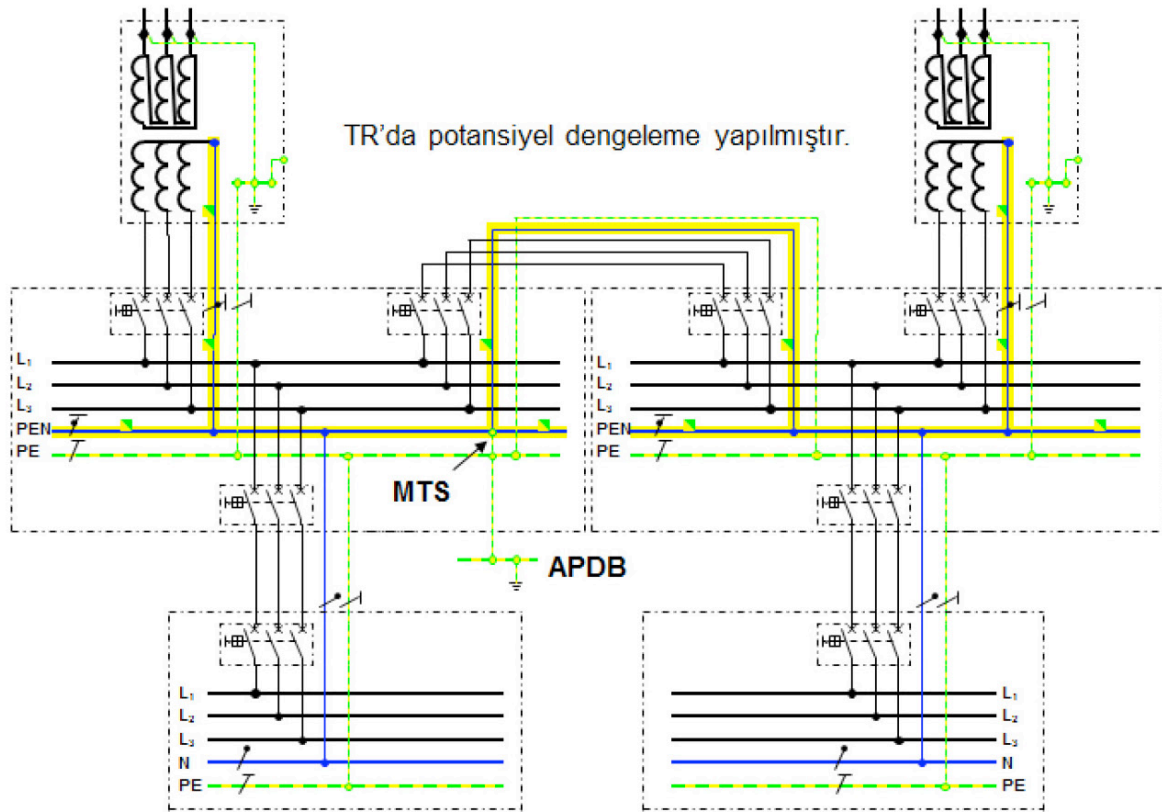 TR'da potansiyel dengeleme yapılmıştır.
L₁
L₂
L₃
PEN
PE
L₁
L₂
L₃
PEN
PE
MTS
APDB
L₁
L₂
L₃
N
PE
L₁
L₂
L₃
N
PE